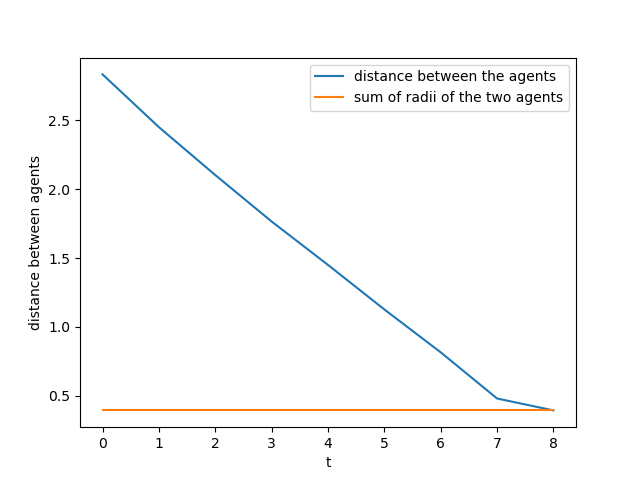 distance between the agents
sum of radii of the two agents
distance between agents
2.5
2.0
1.5
1.0
0.5
0 1 2 3 4 5 6 7 8
t